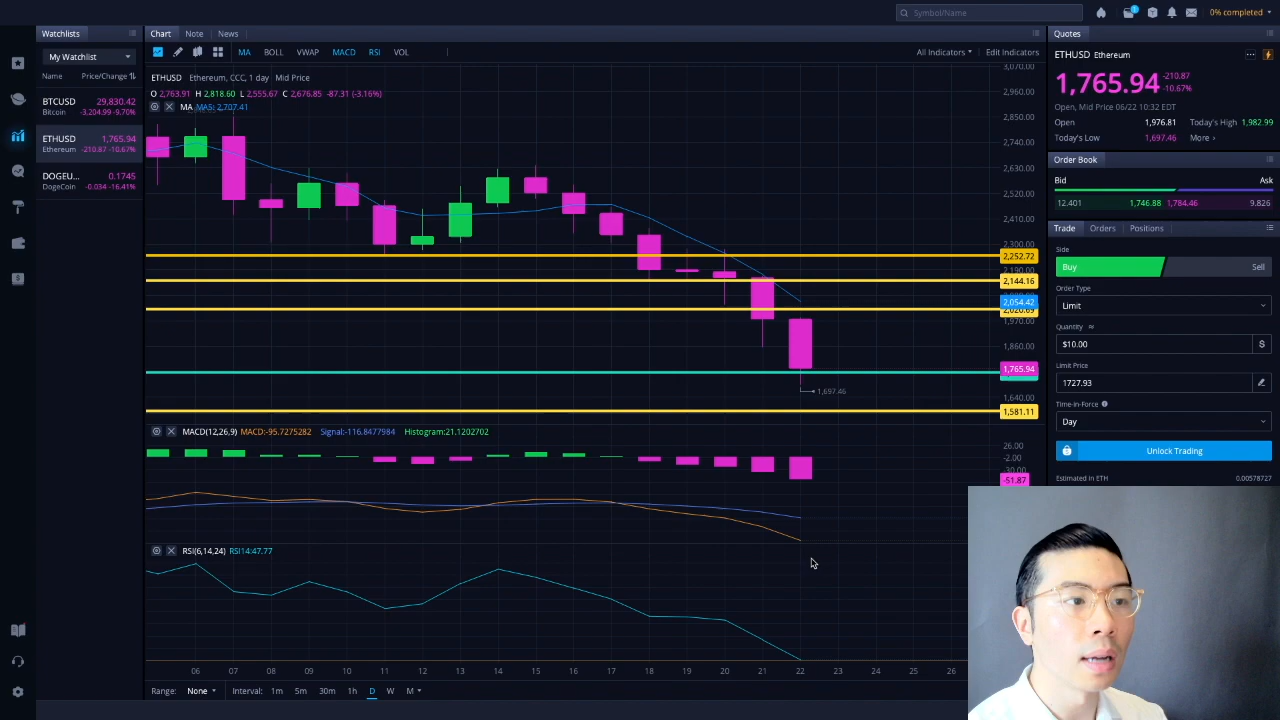 Symbol/Name
1
0% completed
Watchlists
Chart
Note
News
Quotes
My Watchlist
MA
BOLL
VWAP
MACD
RSI
VOL
All Indicators
Edit Indicators
ETHUSD Ethereum
Name
Price/Change
ETHUSD Ethereum, CCC, 1 day Mid Price
1,765.94
-210.87
-10.67%
O 2,763.91 H 2,818.60 L 2,555.67 C 2,676.85 -87.31 (-3.16%)
MA MA5: 2,707.41
BTCUSD 29,830.42
Bitcoin -3,204.99 -9.70%
ETHUSD 1,765.94
Ethereum -210.87 -10.67%
DOGEU... 0.1745
DogeCoin -0.034 -16.41%
Open, Mid Price 06/22 10:32 EDT
Open 1,976.81
Today's High 1,982.99
Today's Low 1,697.46
More >
Order Book
Bid
Ask
12.401 1,746.88 1,784.46 9.826
Trade
Orders
Positions
Side
Buy
Sell
Order Type
Limit
Quantity
$10.00
$
Limit Price
1727.93
Time-in-Force
Day
Unlock Trading
Estimated in ETH
0.00578727
3,070.00
2,960.00
2,850.00
2,740.00
2,630.00
2,520.00
2,410.00
2,300.00
2,252.72
2,190.00
2,144.16
2,054.42
2,020.69
1,970.00
1,860.00
1,765.94
1,697.46
1,640.00
1,581.11
MACD(12,26,9) MACD:-95.7275282 Signal:-116.8477984 Histogram:21.1202702
26.00
-2.00
-30.00
-51.87
RSI(6,14,24) RSI14:47.77
06 07 08 09 10 11 12 13 14 15 16 17 18 19 20 21 22 23 24 25 26
Range: None
Interval: 1m 5m 30m 1h D W M